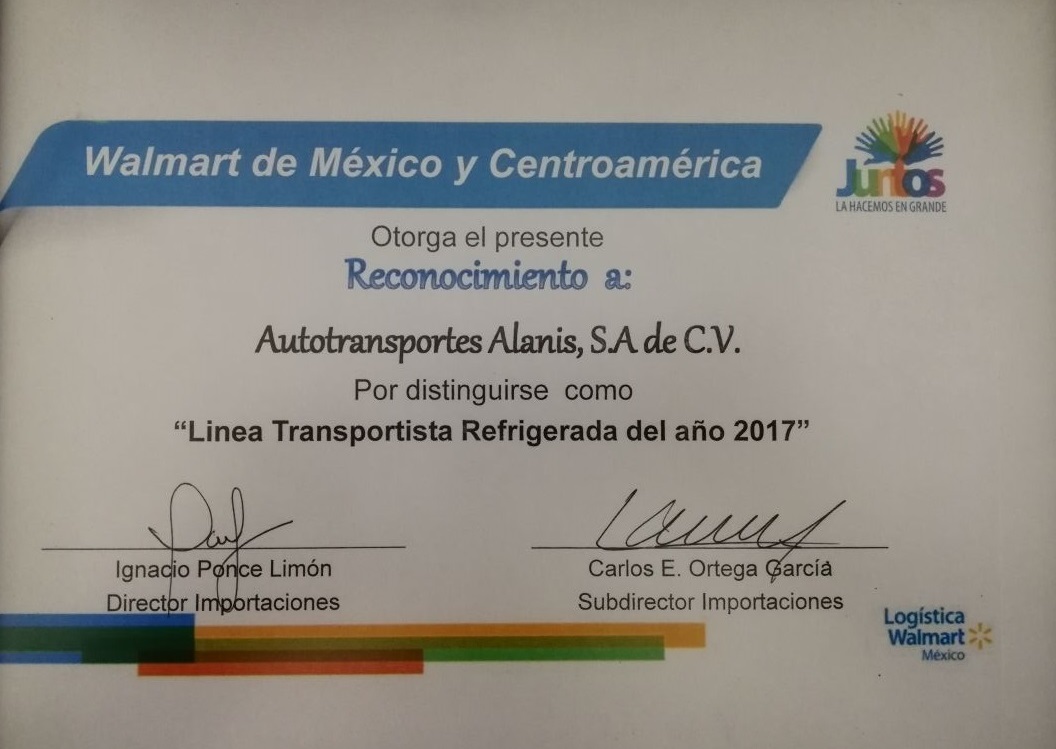 Walmart de México y Centroamérica
Juntos
LA HACEMOS EN GRANDE
Otorga el presente
Reconocimiento a:
Autotransportes Alanis, S.A de C.V.
Por distinguirse como
“Linea Transportista Refrigerada del año 2017”
Ignacio Ponce Limón
Director Importaciones
Carlos E. Ortega García
Subdirector Importaciones
Logística
Walmart
México